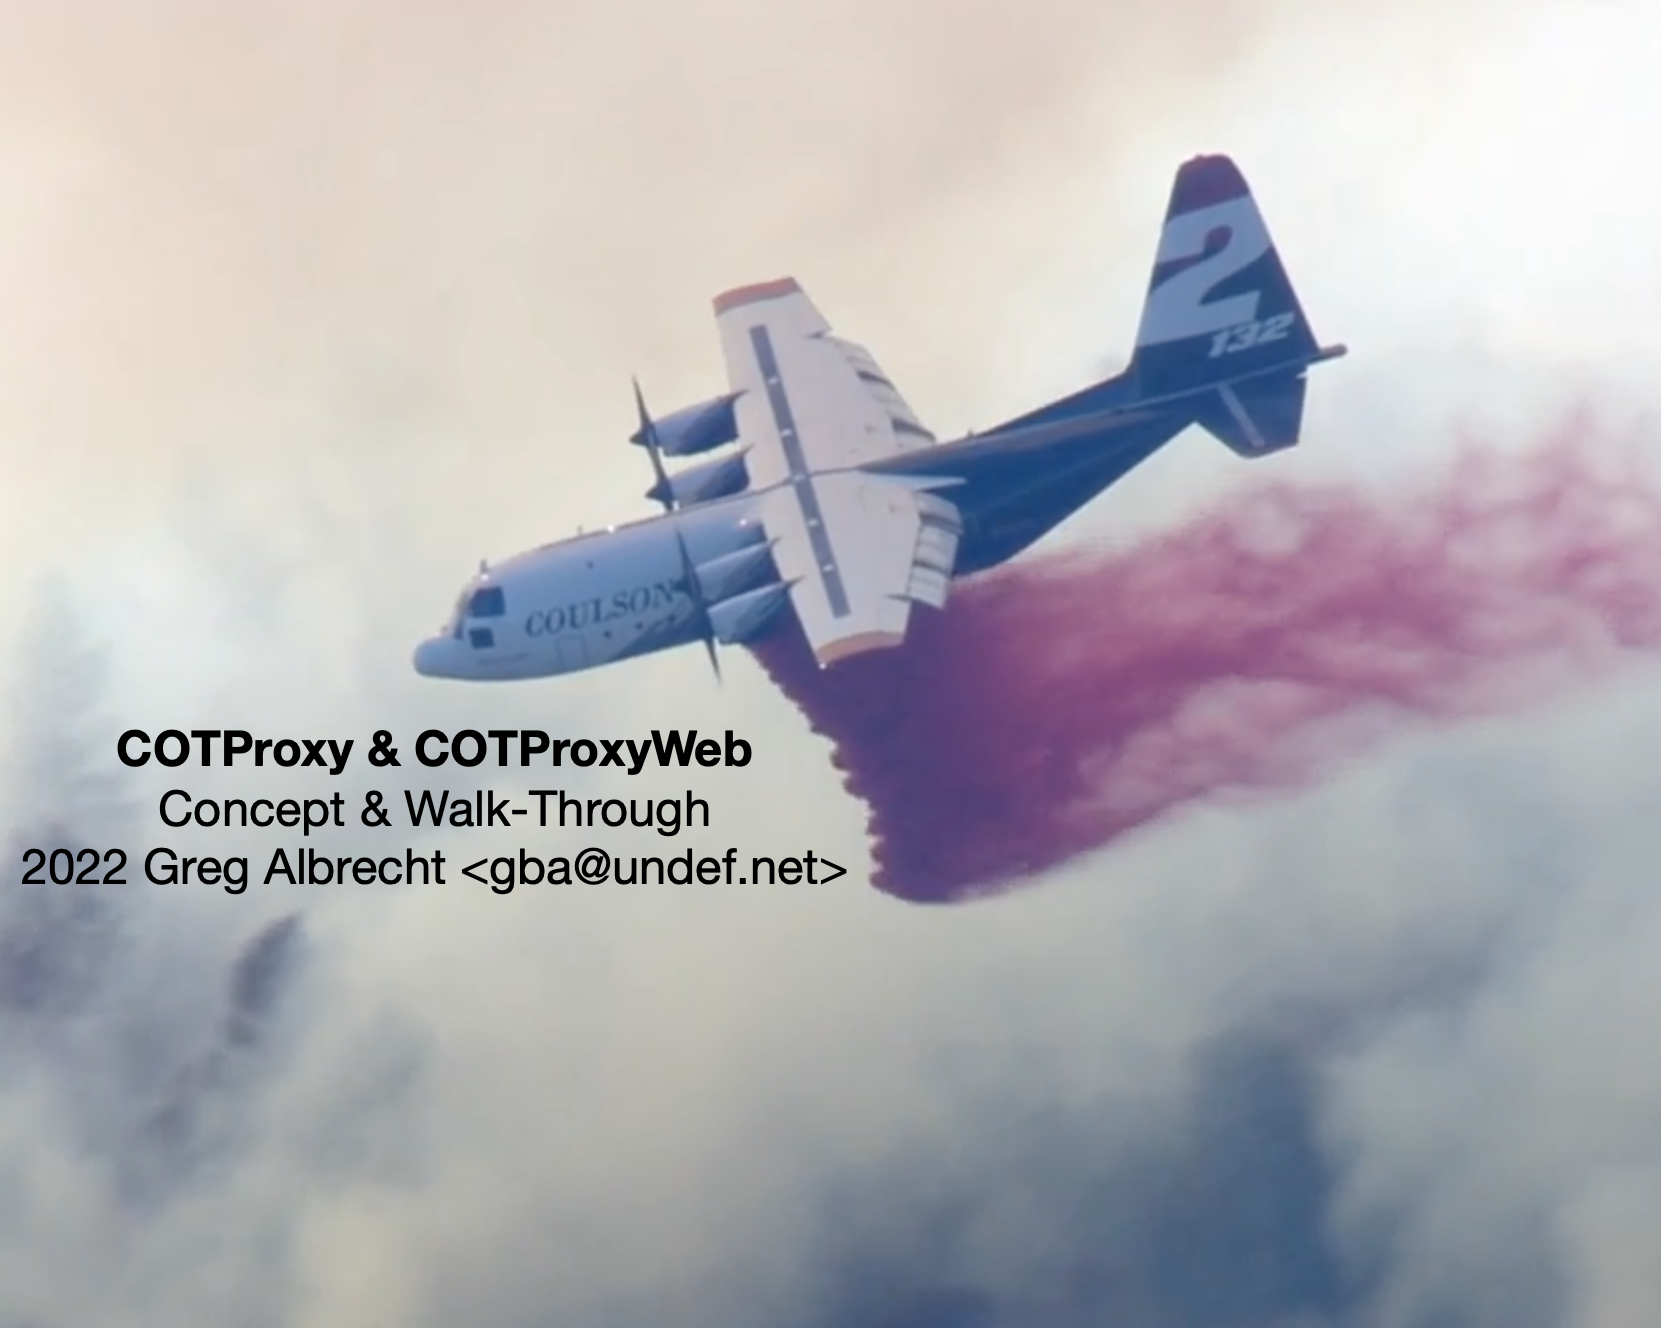 2
132
COULSON
COTProxy & COTProxyWeb
Concept & Walk-Through
2022 Greg Albrecht <gba@undef.net>